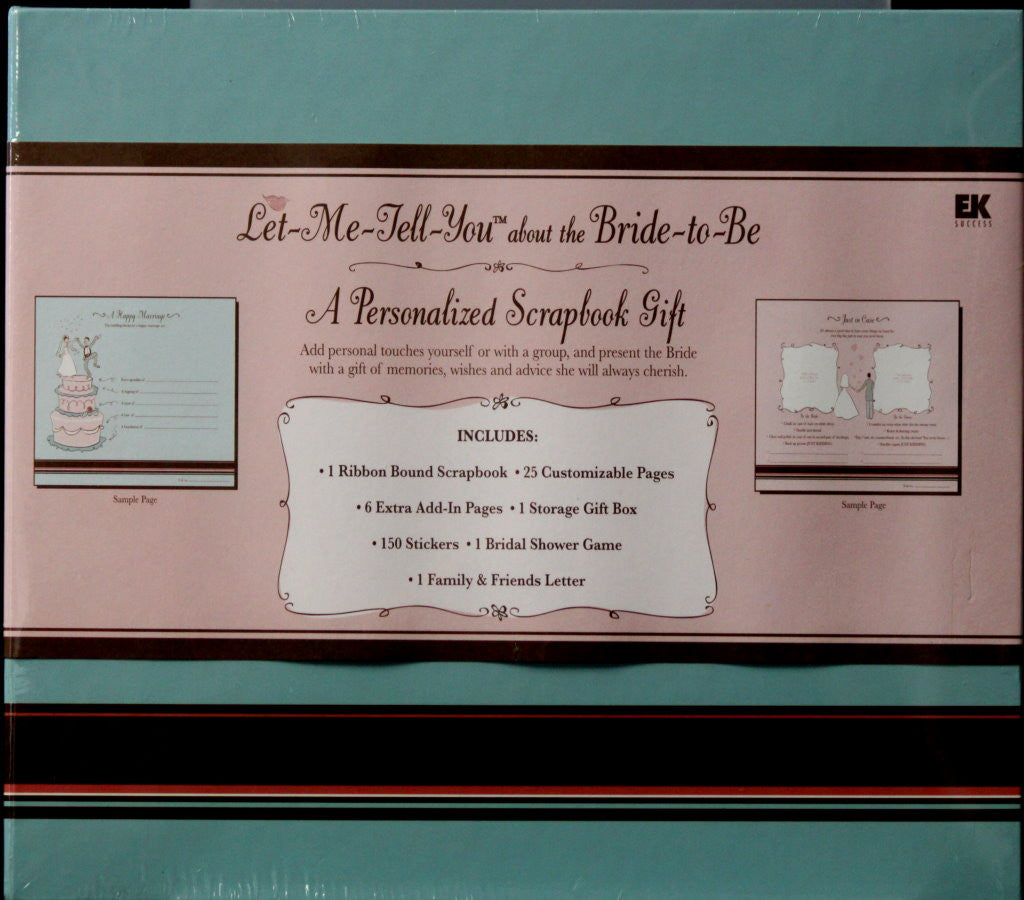 Let-Me-Tell-You™ about the Bride-to-Be
EK
SUCCESS
A Personalized Scrapbook Gift
Add personal touches yourself or with a group, and present the Bride
with a gift of memories, wishes and advice she will always cherish.
INCLUDES:
• 1 Ribbon Bound Scrapbook • 25 Customizable Pages
• 6 Extra Add-In Pages • 1 Storage Gift Box
• 150 Stickers • 1 Bridal Shower Game
• 1 Family & Friends Letter
A Happy Marriage
Sample Page
Just in Case
Sample Page